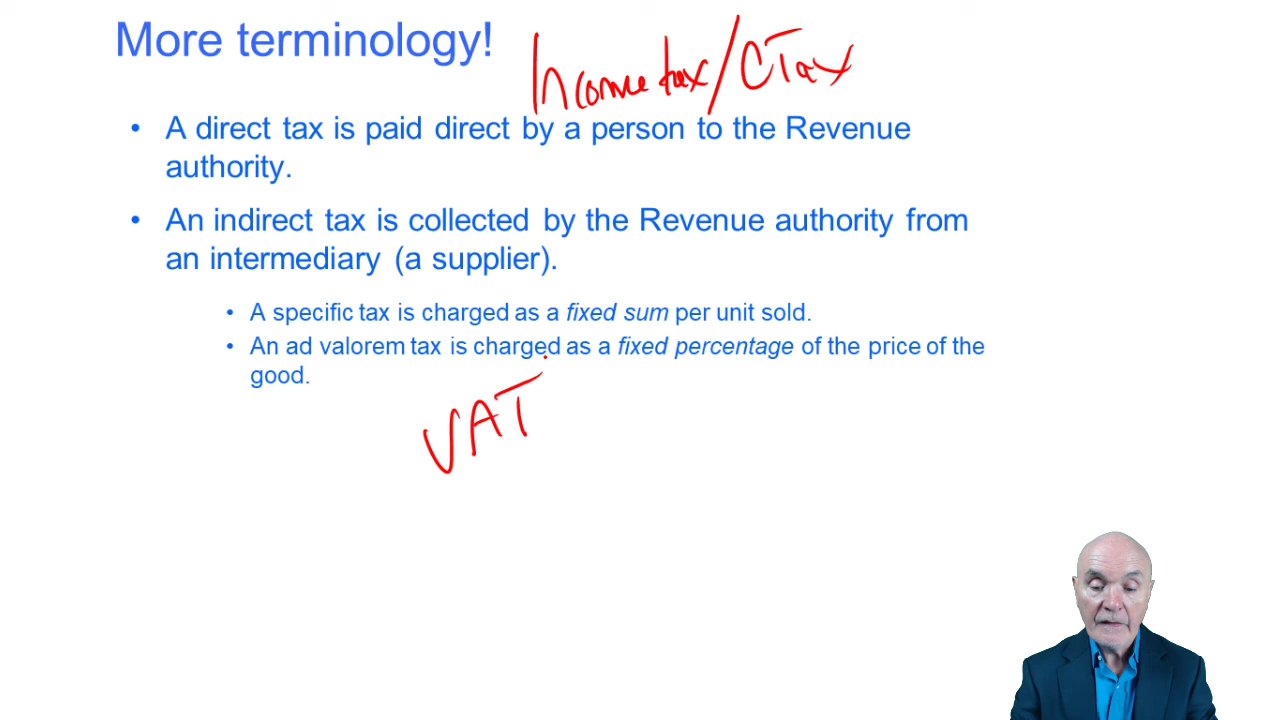 More terminology!
Income tax/CTax
• A direct tax is paid direct by a person to the Revenue
authority.
• An indirect tax is collected by the Revenue authority from
an intermediary (a supplier).
• A specific tax is charged as a fixed sum per unit sold.
• An ad valorem tax is charged as a fixed percentage of the price of the
good.
VAT